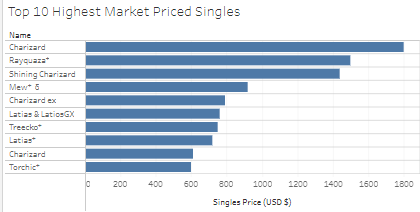 Top 10 Highest Market Priced Singles
Name
Charizard
Rayquaza*
Shining Charizard
Mew* δ
Charizard ex
Latias & LatiosGX
Treecko*
Latias*
Charizard
Torchic*
0 200 400 600 800 1000 1200 1400 1600 1800
Singles Price (USD $)